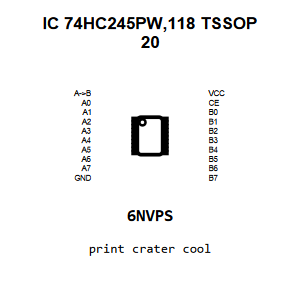 IC 74HC245PW,118 TSSOP
20
A->B
A0
A1
A2
A3
A4
A5
A6
A7
GND
VCC
CE
B0
B1
B2
B3
B4
B5
B6
B7
6NVPS
print crater cool